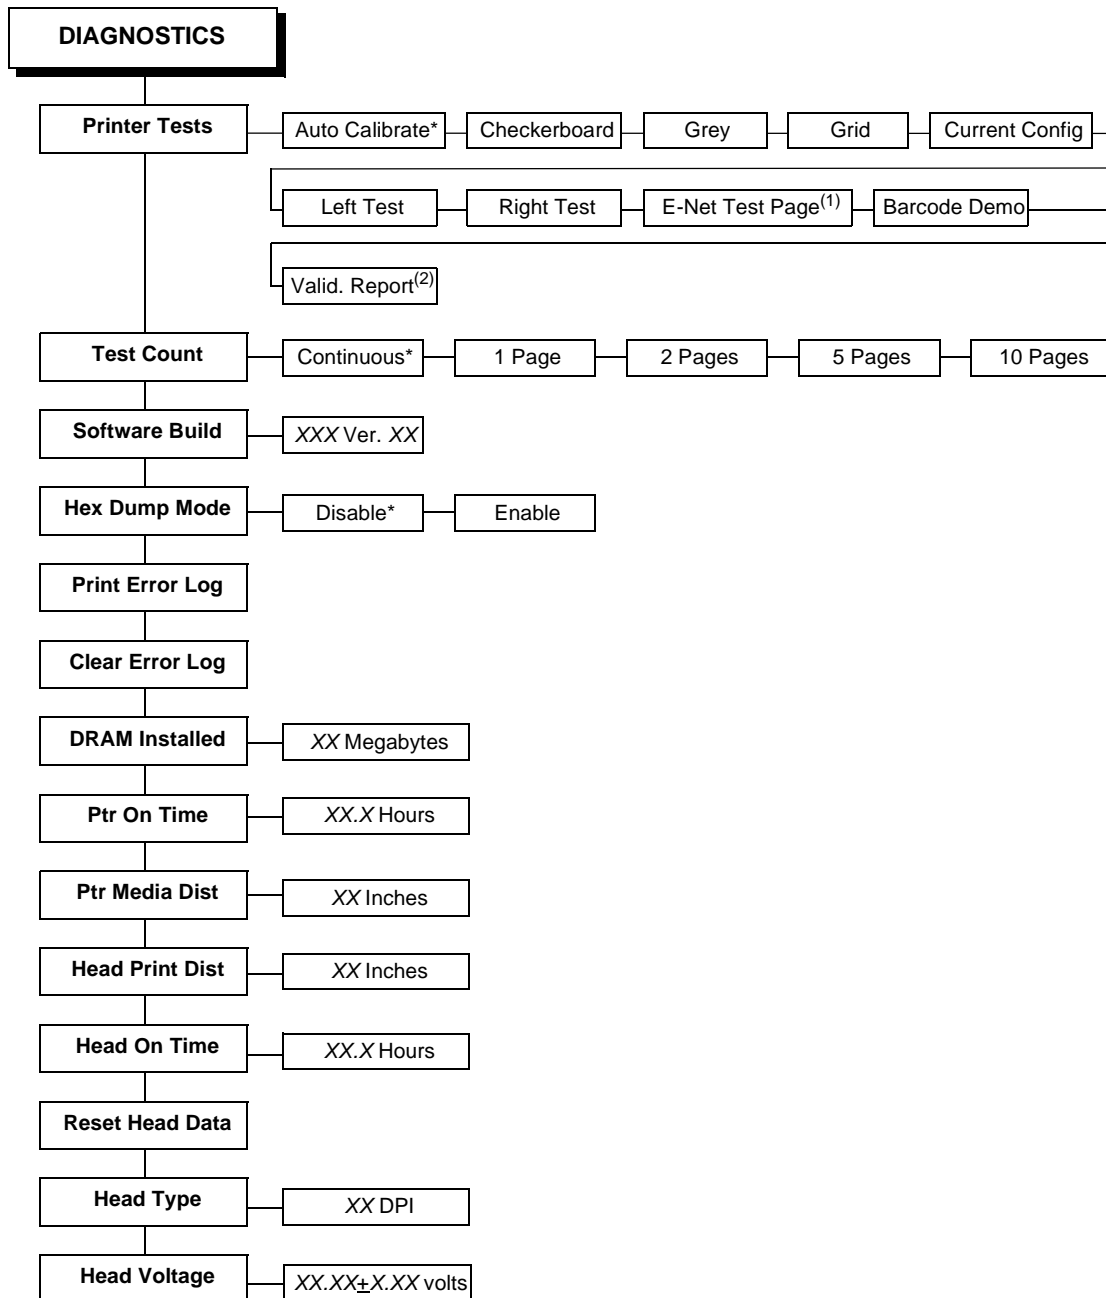 DIAGNOSTICS
Printer Tests
Auto Calibrate*
Checkerboard
Grey
Grid
Current Config
Left Test
Right Test
E-Net Test Page(1)
Barcode Demo
Valid. Report(2)
Test Count
Continuous*
1 Page
2 Pages
5 Pages
10 Pages
Software Build
XXX Ver. XX
Hex Dump Mode
Disable*
Enable
Print Error Log
Clear Error Log
DRAM Installed
XX Megabytes
Ptr On Time
XX.X Hours
Ptr Media Dist
XX Inches
Head Print Dist
XX Inches
Head On Time
XX.X Hours
Reset Head Data
Head Type
XX DPI
Head Voltage
XX.XX±X.XX volts